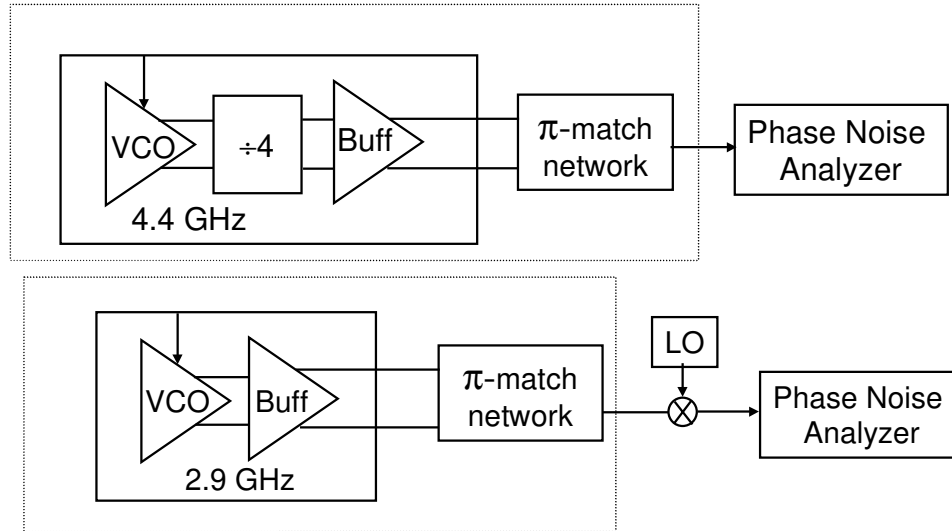 VCO
÷4
Buff
4.4 GHz
π-match
network
Phase Noise
Analyzer
VCO
Buff
2.9 GHz
π-match
network
LO
Phase Noise
Analyzer